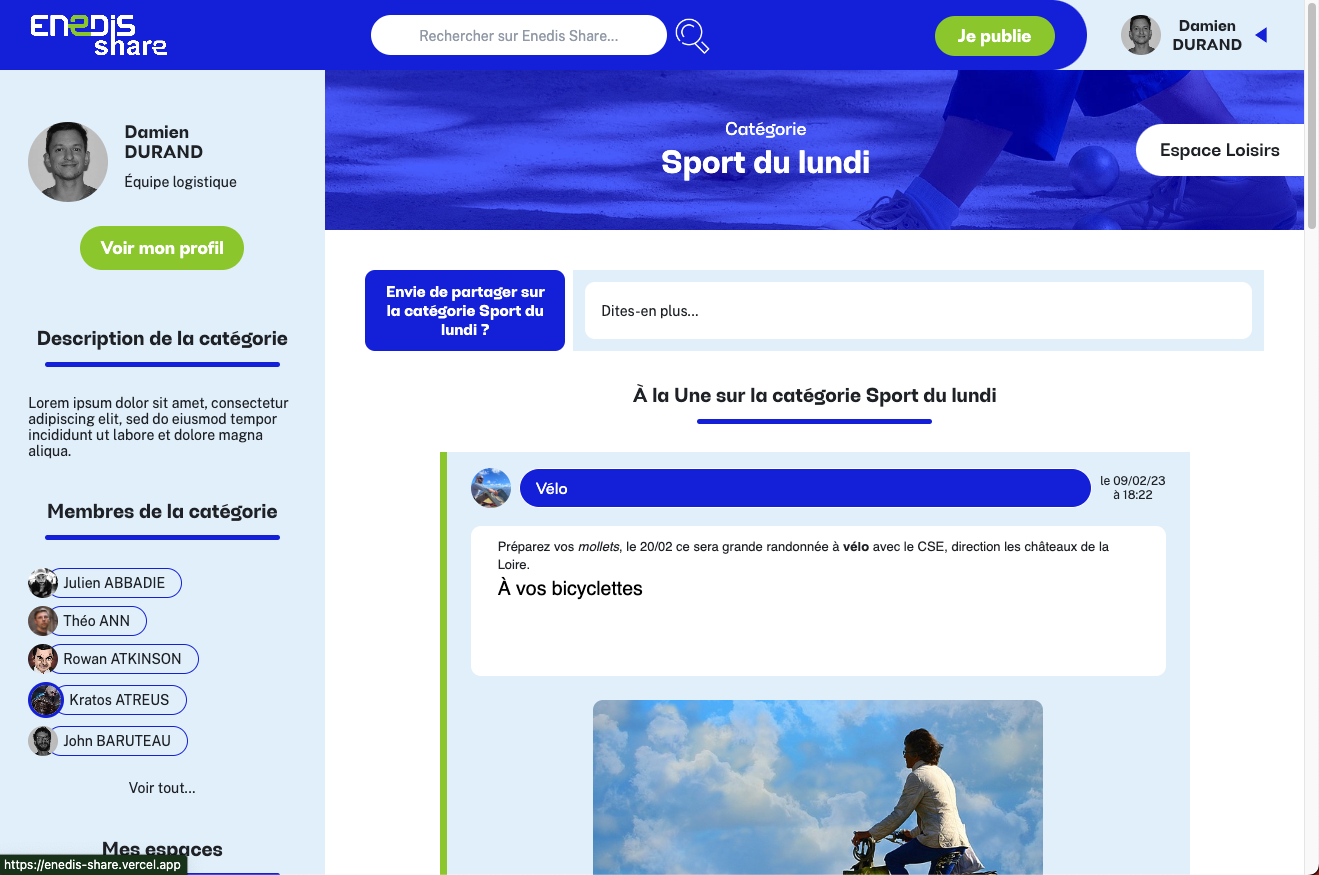 Enedis
share
Rechercher sur Enedis Share...
Je publie
Damien
DURAND
Damien
DURAND
Équipe logistique
Voir mon profil
Description de la catégorie
Lorem ipsum dolor sit amet, consectetur
adipiscing elit, sed do eiusmod tempor
incididunt ut labore et dolore magna
aliqua.
Membres de la catégorie
Julien ABBADIE
Théo ANN
Rowan ATKINSON
Kratos ATREUS
John BARUTEAU
Voir tout...
Mes espaces
https://enedis-share.vercel.app
Catégorie
Sport du lundi
Espace Loisirs
Envie de partager sur
la catégorie Sport du
lundi ?
Dites-en plus...
À la Une sur la catégorie Sport du lundi
Vélo
le 09/02/23
à 18:22
Préparez vos mollets, le 20/02 ce sera grande randonnée à vélo avec le CSE, direction les châteaux de la
Loire.
À vos bicyclettes